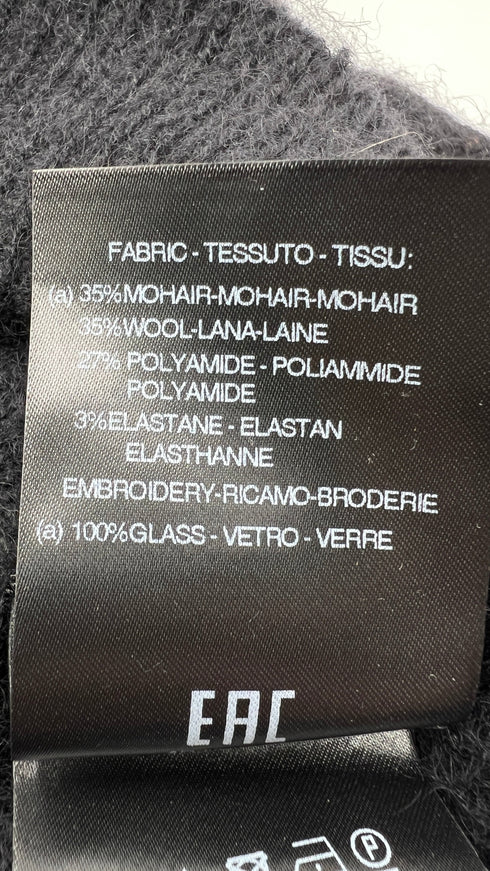 FABRIC - TESSUTO - TISSU:
(a) 35%MOHAIR-MOHAIR-MOHAIR
35%WOOL-LANA-LAINE
27% POLYAMIDE - POLIAMMIDE
POLYAMIDE
3%ELASTANE - ELASTAN
ELASTHANNE
EMBROIDERY-RICAMO-BRODERIE
(a) 100%GLASS - VETRO - VERRE
EAC
P